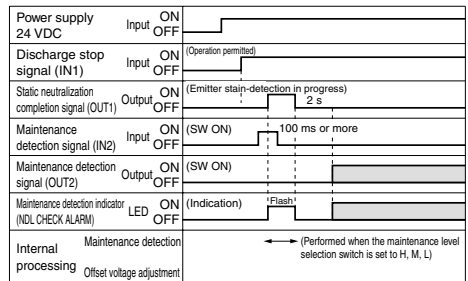 Power supply
24 VDC
Input
ON
OFF
Discharge stop
signal (IN1)
Input
ON
OFF
(Operation permitted)
Static neutralization
completion signal (OUT1)
Output
ON
OFF
(Emitter stain-detection in progress)
2 s
Maintenance
detection signal (IN2)
Input
ON
OFF
(SW ON)
100 ms or more
Maintenance detection
signal (OUT2)
Output
ON
OFF
(SW ON)
Maintenance detection indicator
(NDL CHECK ALARM)
LED
ON
OFF
(Indication)
Flash
Internal
processing
Maintenance detection
Offset voltage adjustment
(Performed when the maintenance level
selection switch is set to H, M, L)